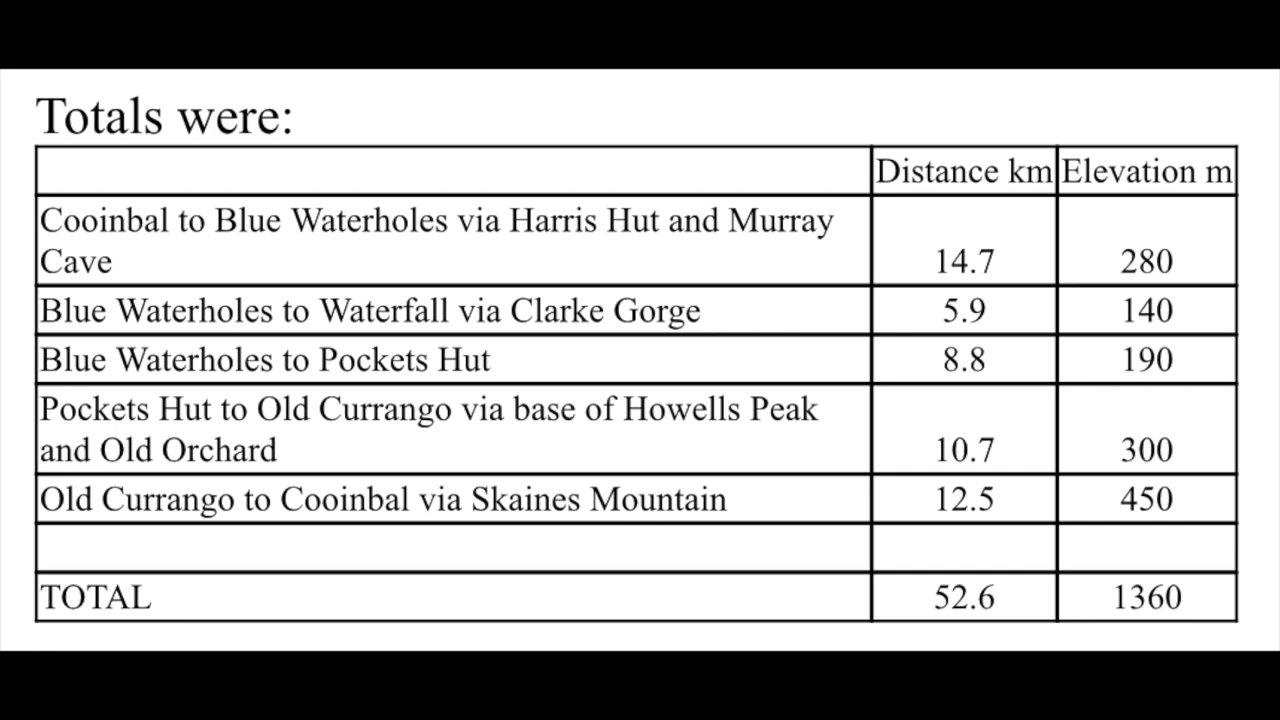 Totals were:
Distance km Elevation m
Cooinbal to Blue Waterholes via Harris Hut and Murray
Cave 14.7 280
Blue Waterholes to Waterfall via Clarke Gorge 5.9 140
Blue Waterholes to Pockets Hut 8.8 190
Pockets Hut to Old Currango via base of Howells Peak
and Old Orchard 10.7 300
Old Currango to Cooinbal via Skaines Mountain 12.5 450
TOTAL 52.6 1360